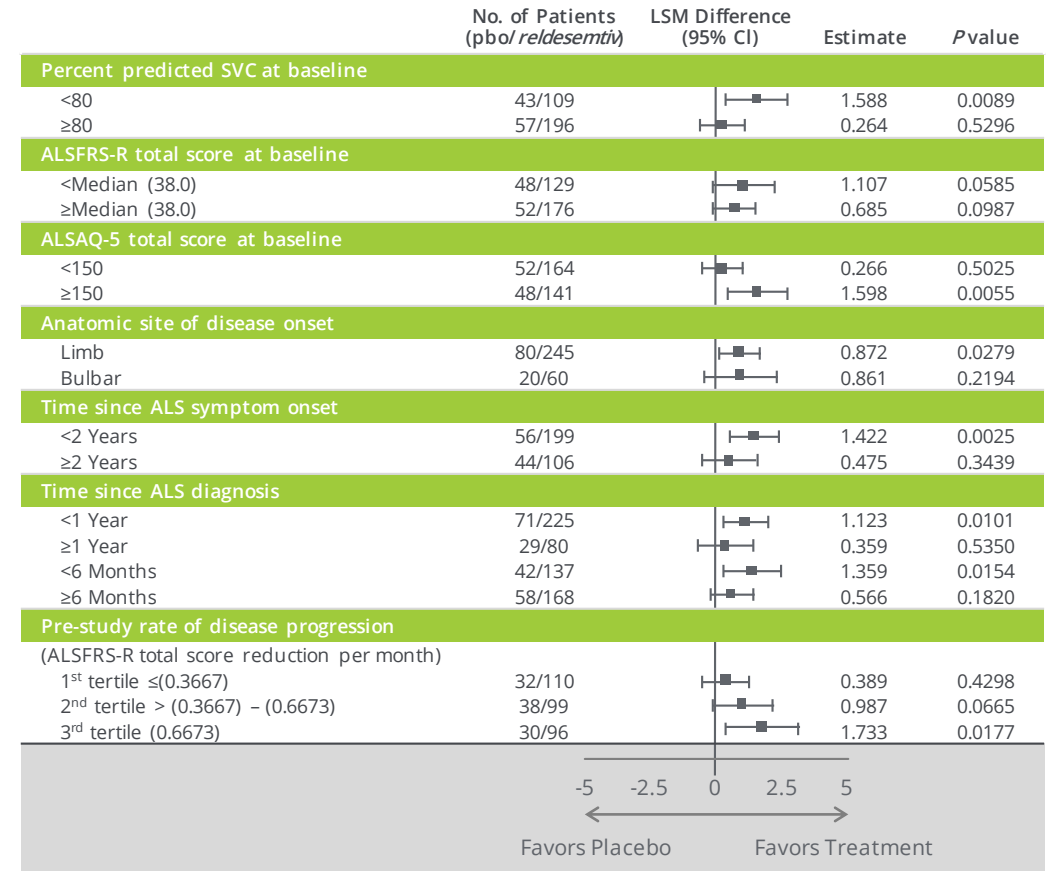 No. of Patients LSM Difference
(pbo/reldesemtiv) (95% CI) Estimate P value
Percent predicted SVC at baseline
<80 43/109 1.588 0.0089
≥80 57/196 0.264 0.5296
ALSFRS-R total score at baseline
<Median (38.0) 48/129 1.107 0.0585
≥Median (38.0) 52/176 0.685 0.0987
ALSAQ-5 total score at baseline
<150 52/164 0.266 0.5025
≥150 48/141 1.598 0.0055
Anatomic site of disease onset
Limb 80/245 0.872 0.0279
Bulbar 20/60 0.861 0.2194
Time since ALS symptom onset
<2 Years 56/199 1.422 0.0025
≥2 Years 44/106 0.475 0.3439
Time since ALS diagnosis
<1 Year 71/225 1.123 0.0101
≥1 Year 29/80 0.359 0.5350
<6 Months 42/137 1.359 0.0154
≥6 Months 58/168 0.566 0.1820
Pre-study rate of disease progression
(ALSFRS-R total score reduction per month)
1st tertile ≤(0.3667) 32/110 0.389 0.4298
2nd tertile > (0.3667) – (0.6673) 38/99 0.987 0.0665
3rd tertile (0.6673) 30/96 1.733 0.0177
-5 -2.5 0 2.5 5
Favors Placebo Favors Treatment